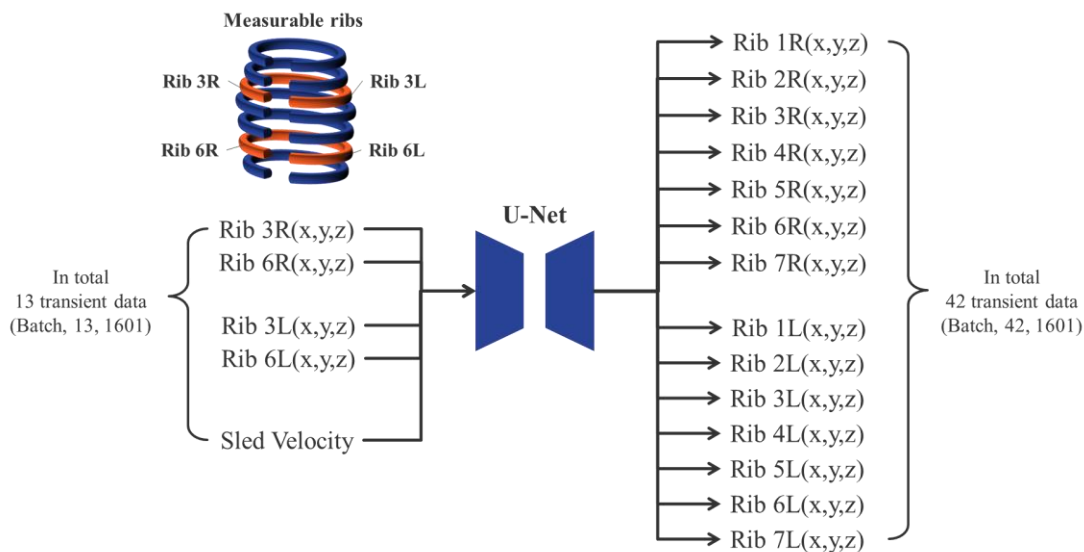 Measurable ribs
Rib 3R
Rib 3L
Rib 6R
Rib 6L
Rib 3R(x,y,z)
Rib 6R(x,y,z)
Rib 3L(x,y,z)
Rib 6L(x,y,z)
Sled Velocity
In total
13 transient data
(Batch, 13, 1601)
U-Net
Rib 1R(x,y,z)
Rib 2R(x,y,z)
Rib 3R(x,y,z)
Rib 4R(x,y,z)
Rib 5R(x,y,z)
Rib 6R(x,y,z)
Rib 7R(x,y,z)
Rib 1L(x,y,z)
Rib 2L(x,y,z)
Rib 3L(x,y,z)
Rib 4L(x,y,z)
Rib 5L(x,y,z)
Rib 6L(x,y,z)
Rib 7L(x,y,z)
In total
42 transient data
(Batch, 42, 1601)